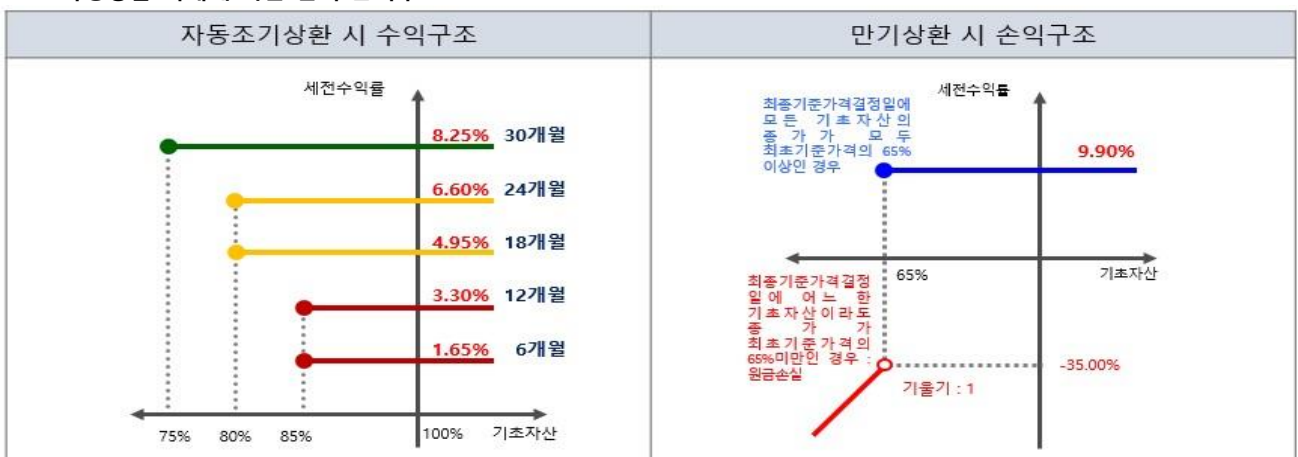 자동조기상환 시 수익구조
세전수익률
8.25% 30개월
6.60% 24개월
4.95% 18개월
3.30% 12개월
1.65% 6개월
75% 80% 85% 100% 기초자산
만기상환 시 손익구조
세전수익률
최종기준가격결정일에
모든 기초자산의
종가가 모두
최초기준가격의 65%
이상인 경우
9.90%
65%
기초자산
최종기준가격결정
일에 어느 한
기초자산이라도
종가가
최초기준가격의
65%미만인 경우 :
원금손실
-35.00%
기울기 : 1